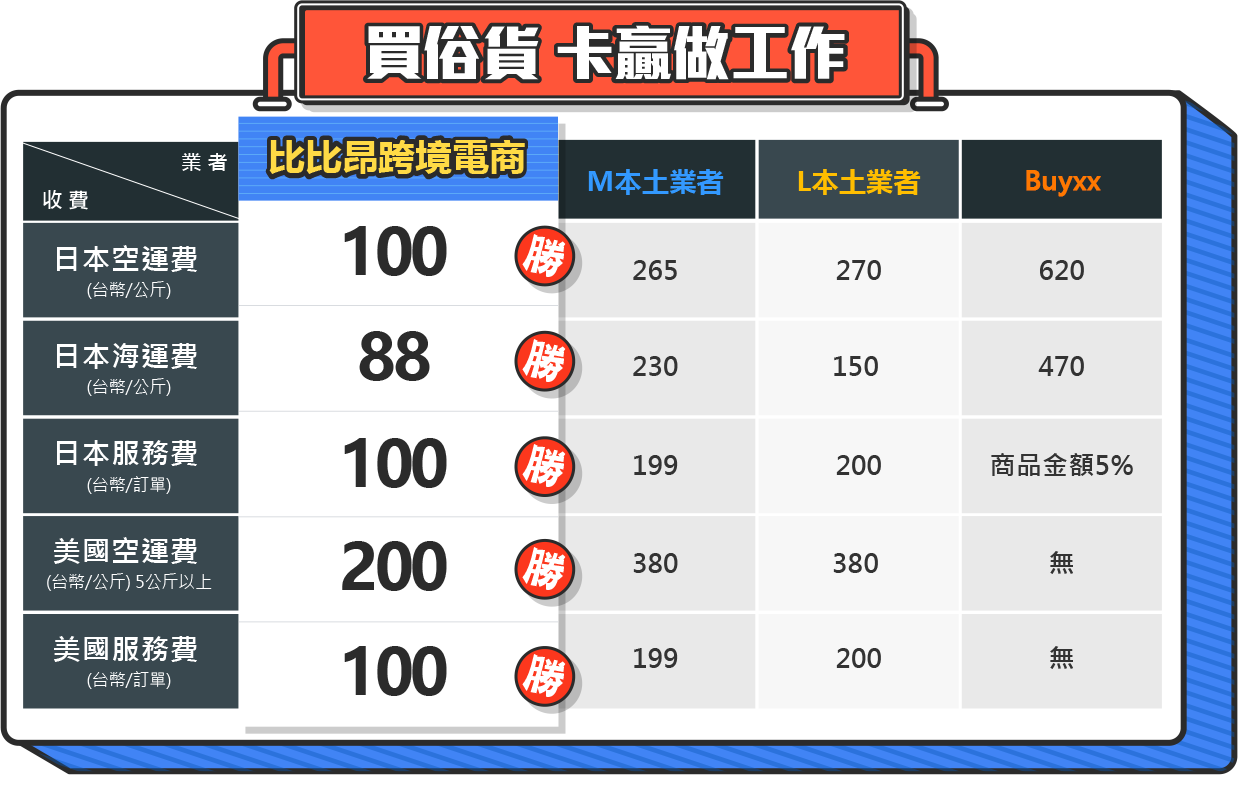 買俗貨 卡贏做工作
業者
收費
比比昂跨境電商
M本土業者
L本土業者
Buyxx
日本空運費
(台幣/公斤)
100
勝
265
270
620
日本海運費
(台幣/公斤)
88
勝
230
150
470
日本服務費
(台幣/訂單)
100
勝
199
200
商品金額5%
美國空運費
(台幣/公斤) 5公斤以上
200
勝
380
380
無
美國服務費
(台幣/訂單)
100
勝
199
200
無